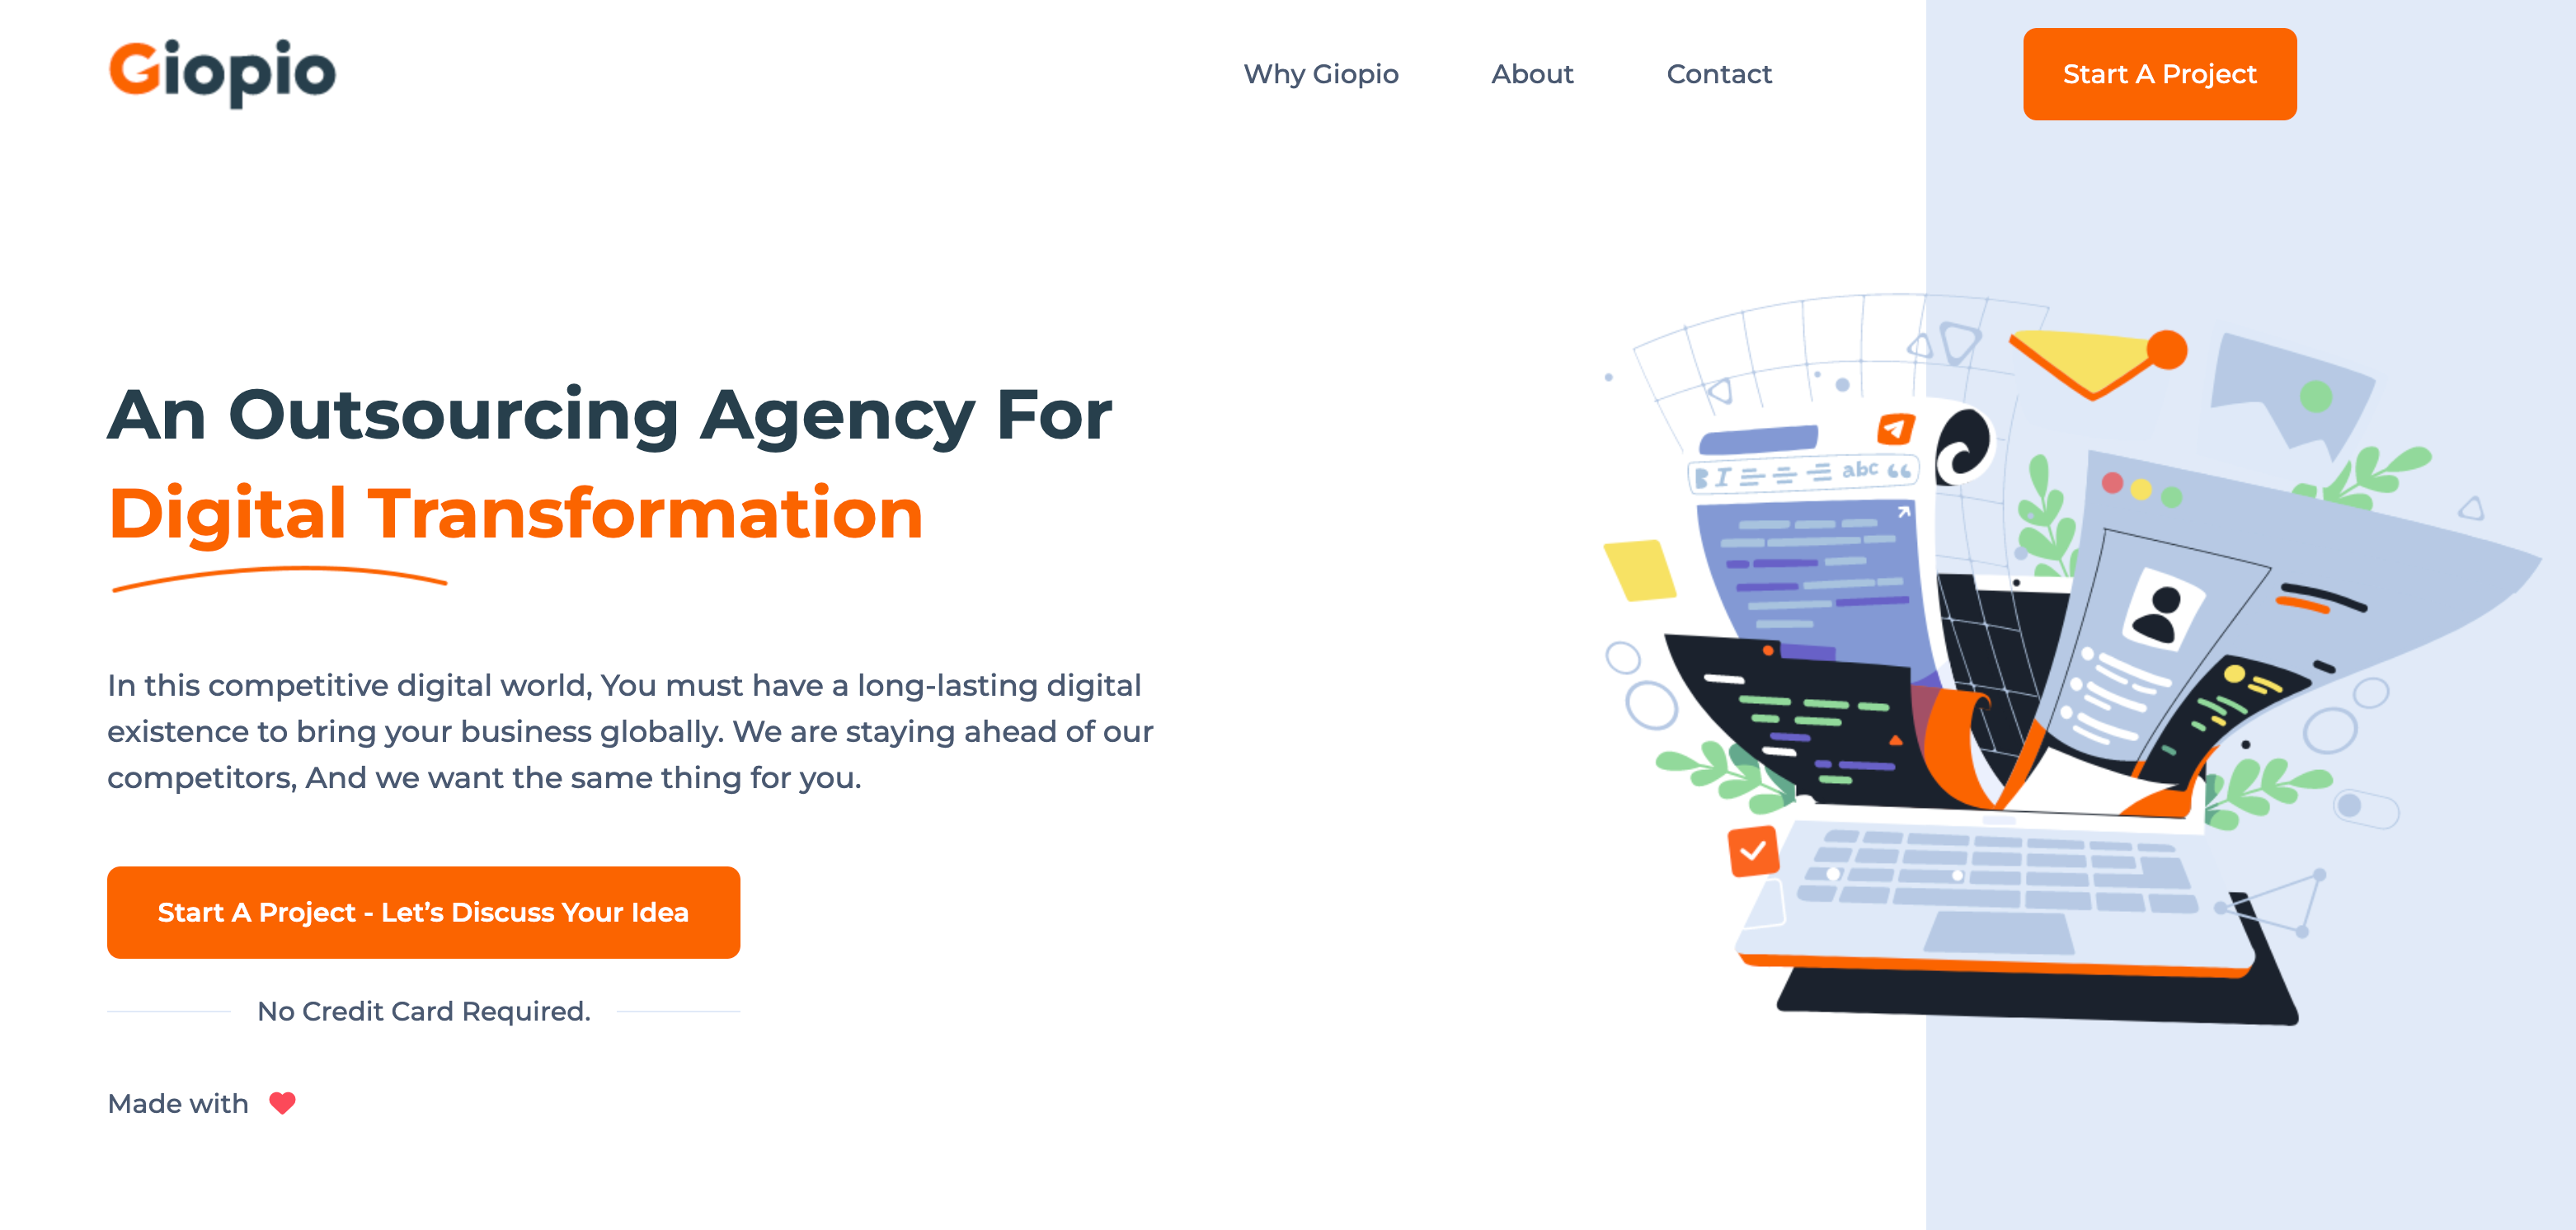 Giopio
Why Giopio
About
Contact
Start A Project
An Outsourcing Agency For
Digital Transformation
In this competitive digital world, You must have a long-lasting digital
existence to bring your business globally. We are staying ahead of our
competitors, And we want the same thing for you.
Start A Project - Let’s Discuss Your Idea
No Credit Card Required.
Made with
B I abc “